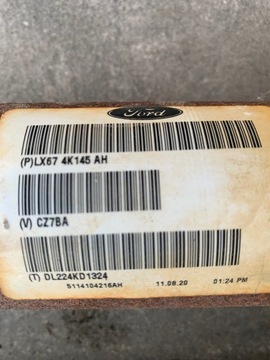 Ford
(P)LX67 4K145 AH
(V) CZ7BA
(T) DL224KD1324
5114104216AH 11.08.20 01:24 PM